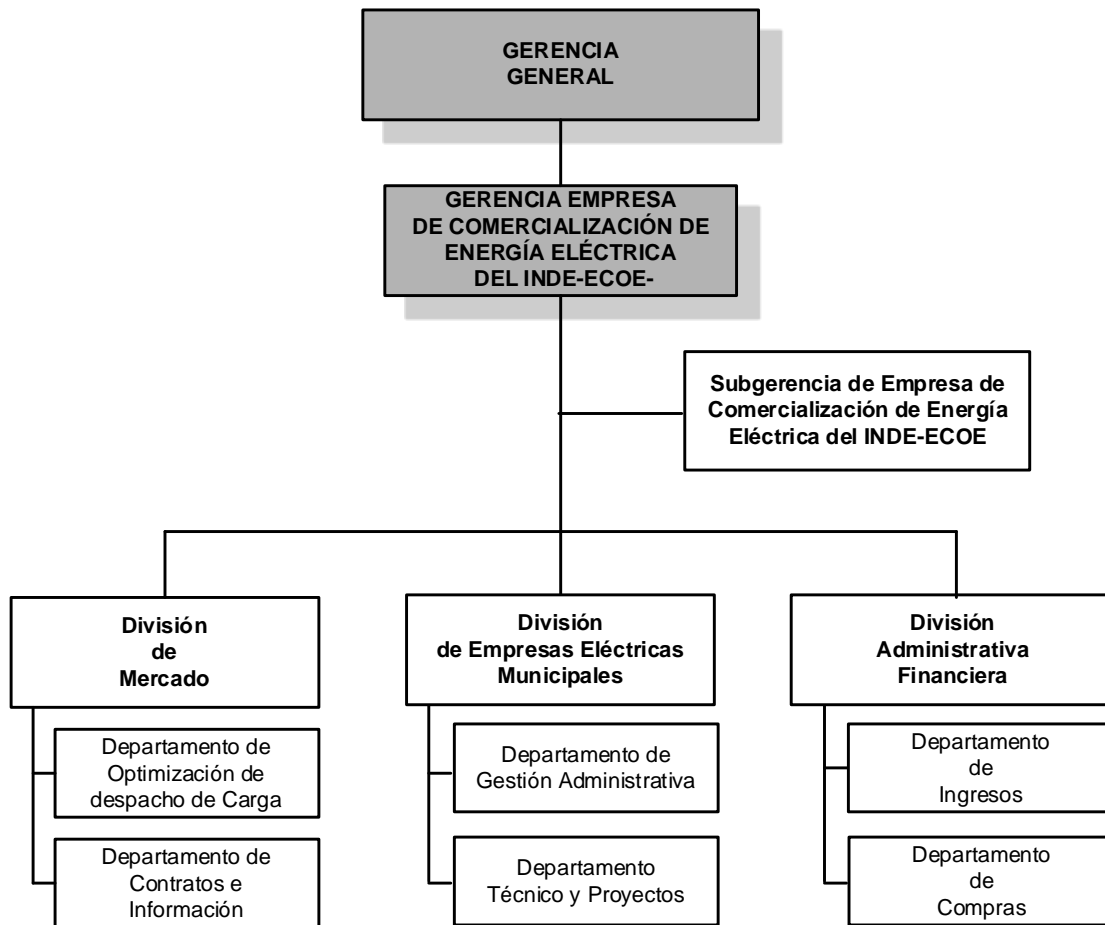 GERENCIA
GENERAL
GERENCIA EMPRESA
DE COMERCIALIZACIÓN DE
ENERGÍA ELÉCTRICA
DEL INDE-ECOE-
Subgerencia de Empresa de
Comercialización de Energía
Eléctrica del INDE-ECOE
División
de
Mercado
Departamento de
Optimización de
despacho de Carga
Departamento de
Contratos e
Información
División
de Empresas Eléctricas
Municipales
Departamento de
Gestión Administrativa
Departamento
Técnico y Proyectos
División
Administrativa
Financiera
Departamento
de
Ingresos
Departamento
de
Compras